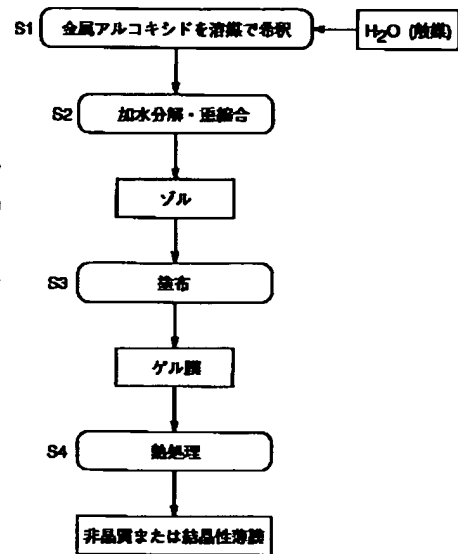 S1 金属アルコキシドを溶媒で希釈
H₂O (触媒)
S2 加水分解・重縮合
ゾル
S3 塗布
ゲル膜
S4 熱処理
非晶質または結晶性薄膜